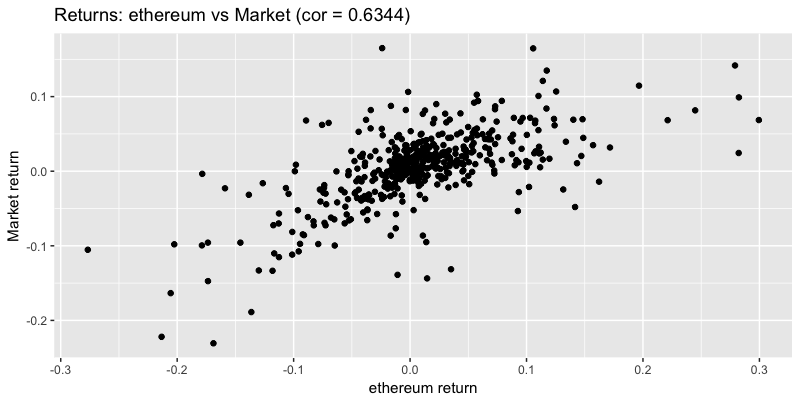 Returns: ethereum vs Market (cor = 0.6344)
Market return
0.1
0.0
-0.1
-0.2
-0.3 -0.2 -0.1 0.0 0.1 0.2 0.3
ethereum return